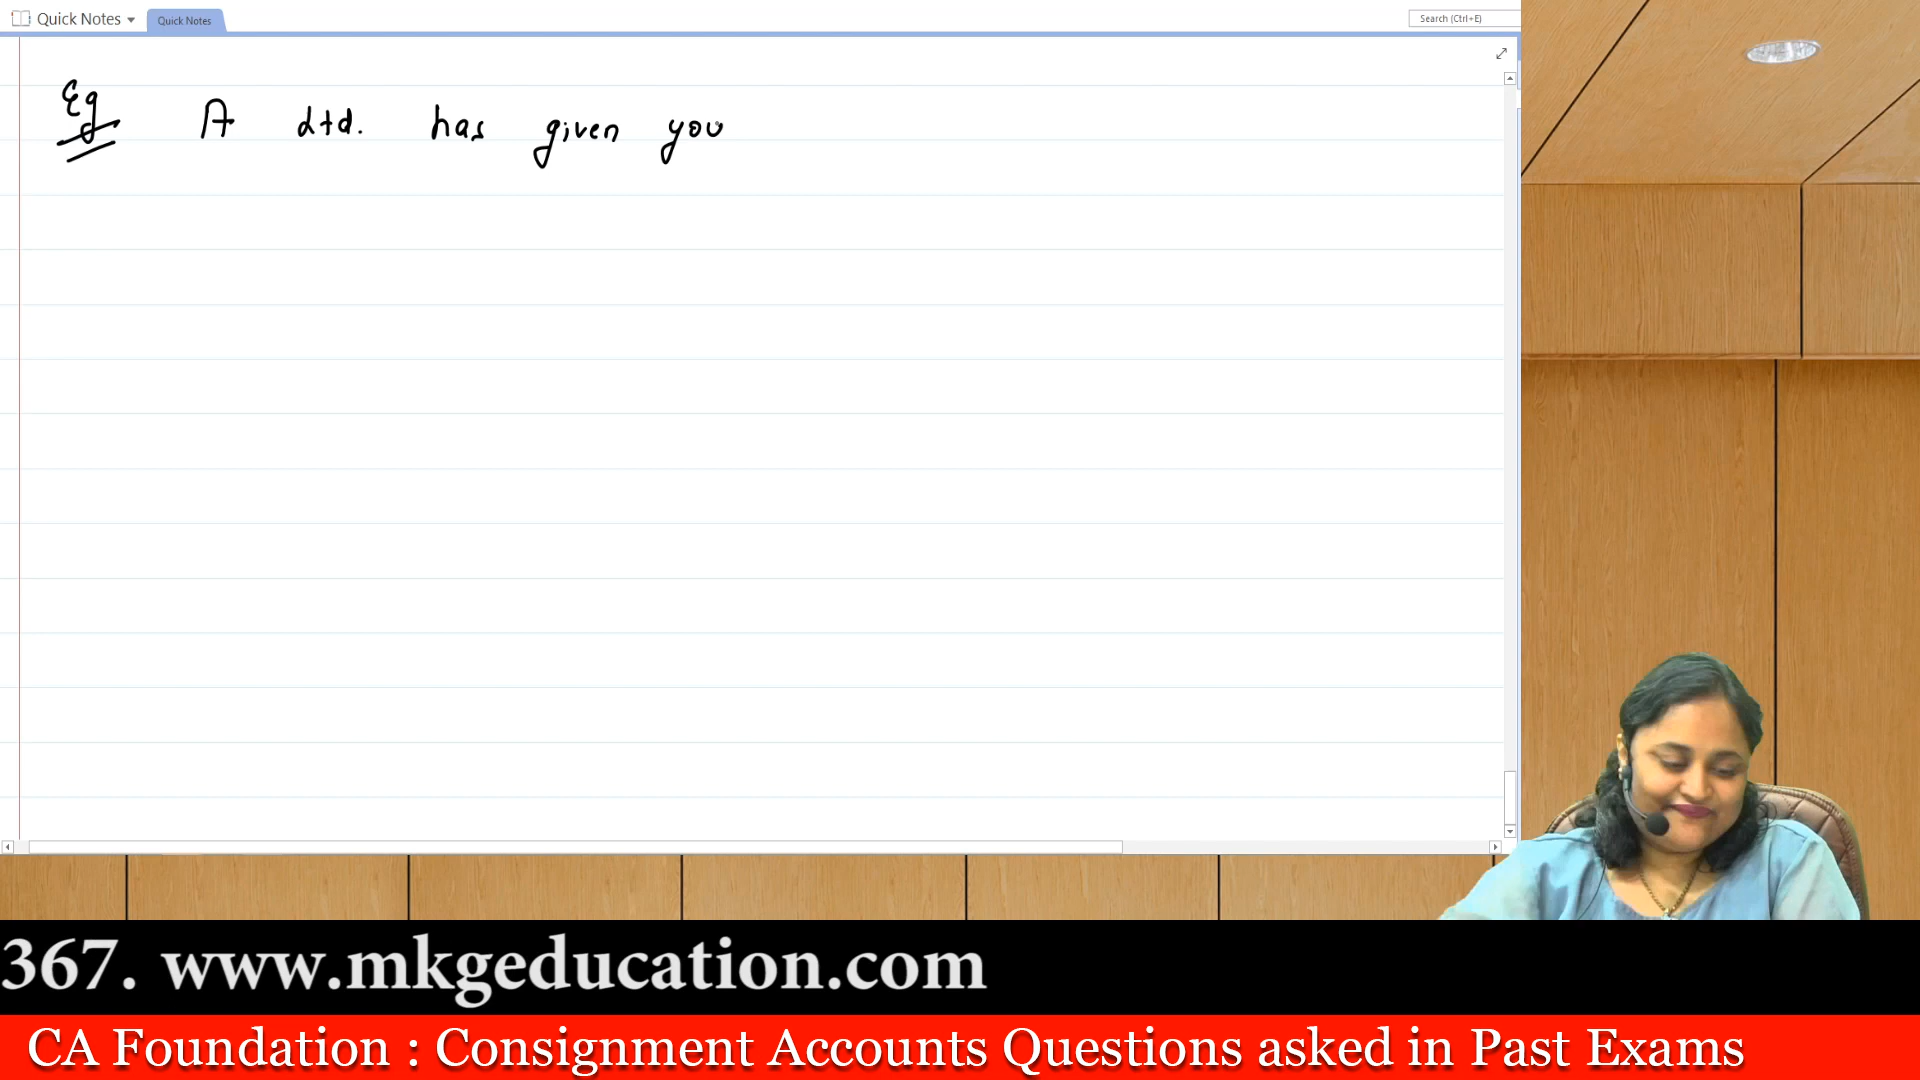 Quick Notes
Quick Notes
Search (Ctrl+E)
Eg A Ltd. has given you
367. www.mkgeducation.com
CA Foundation : Consignment Accounts Questions asked in Past Exams